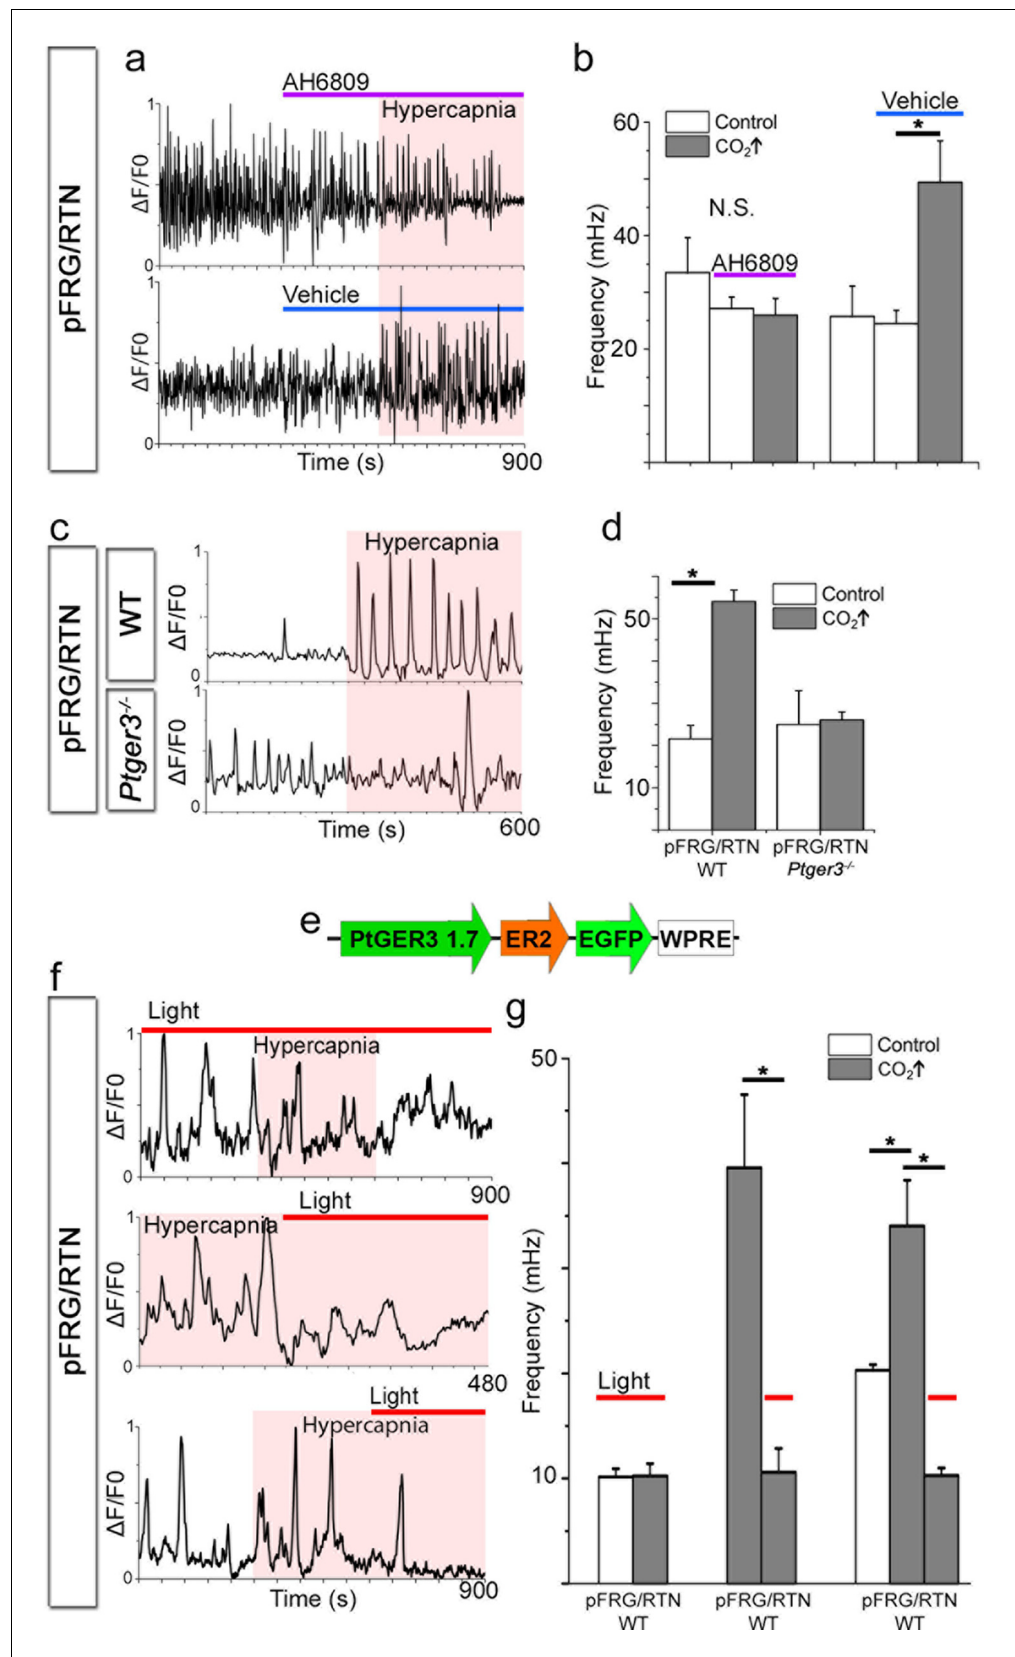 a
pFRG/RTN
AH6809
Hypercapnia
1
ΔF/F0
0
Vehicle
1
ΔF/F0
0
Time (s)
900
b
Vehicle
60
Control
CO₂↑
*
N.S.
40
AH6809
20
Frequency (mHz)
c
pFRG/RTN
WT
Ptger3-/-
Hypercapnia
1
ΔF/F0
0
1
ΔF/F0
0
Time (s)
600
d
*
Control
CO₂↑
50
10
Frequency (mHz)
pFRG/RTN
WT
pFRG/RTN
Ptger3-/-
e
PtGER3 1.7
ER2
EGFP
WPRE
f
pFRG/RTN
Light
1
Hypercapnia
ΔF/F0
0
900
Light
1
Hypercapnia
ΔF/F0
0
480
Light
1
Hypercapnia
ΔF/F0
0
Time (s)
900
g
Control
CO₂↑
50
*
*
*
Light
10
Frequency (mHz)
pFRG/RTN
WT
pFRG/RTN
WT
pFRG/RTN
WT